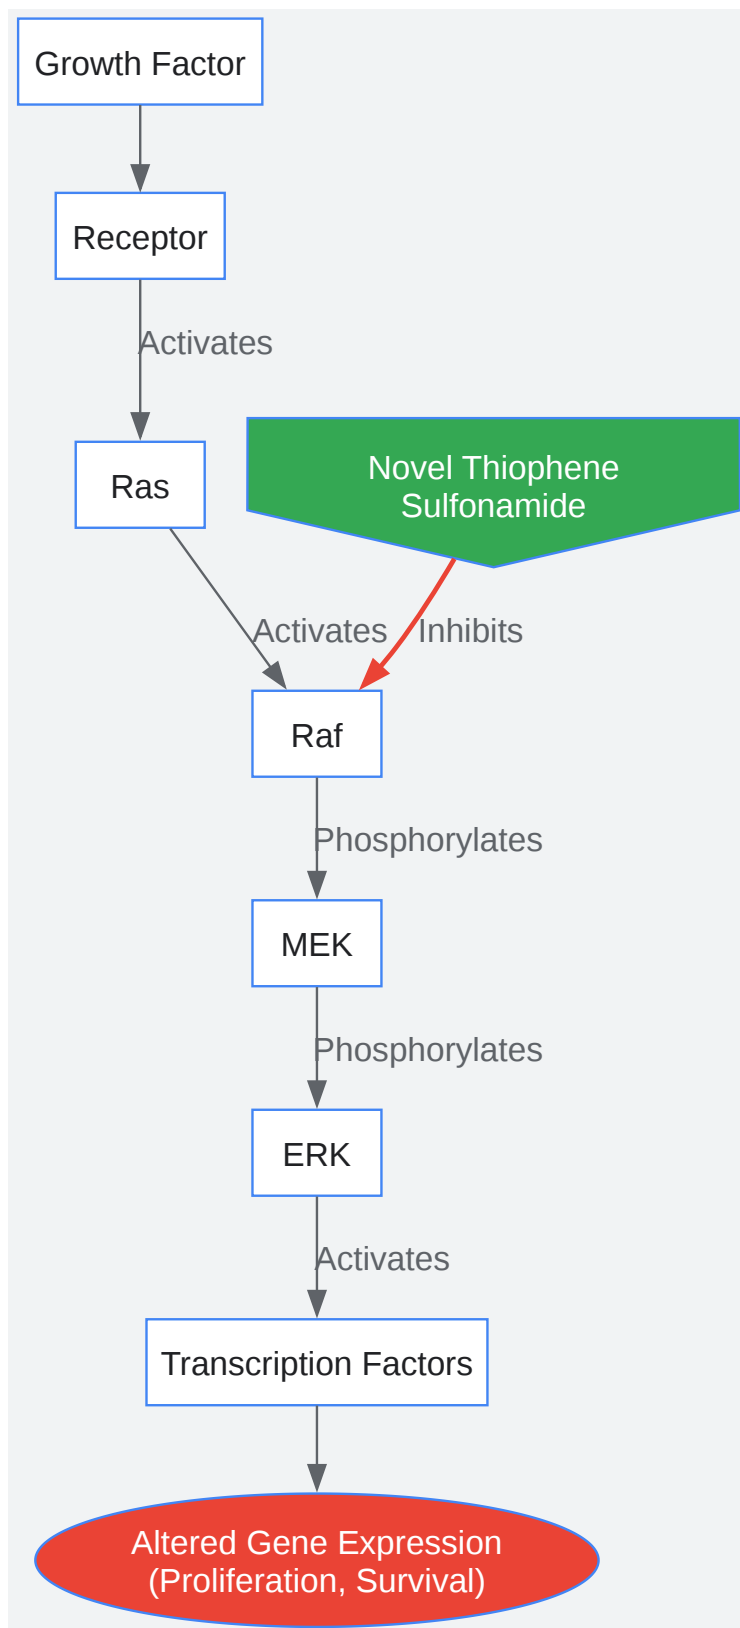 Growth Factor
Receptor
Activates
Ras
Novel Thiophene
Sulfonamide
Activates
Inhibits
Raf
Phosphorylates
MEK
Phosphorylates
ERK
Activates
Transcription Factors
Altered Gene Expression
(Proliferation, Survival)